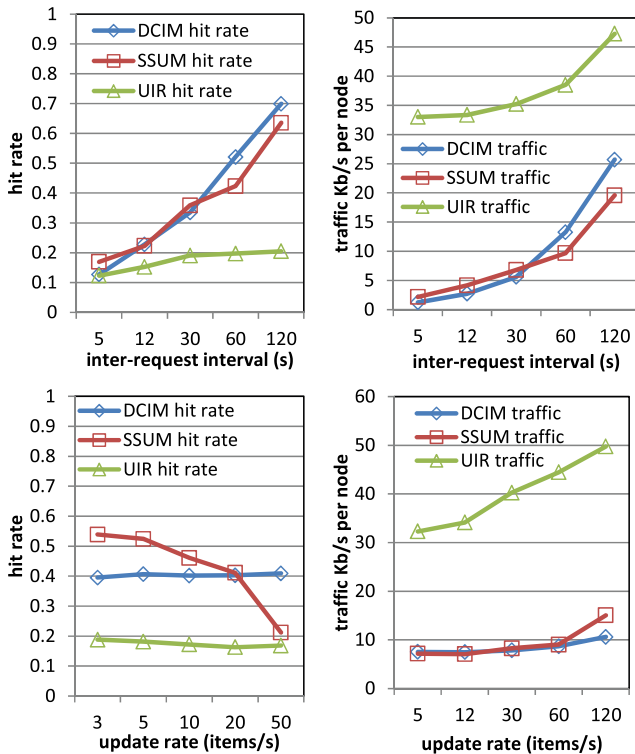 1
0.9
0.8
0.7
0.6
0.5
0.4
0.3
0.2
0.1
0
hit rate
DCIM hit rate
SSUM hit rate
UIR hit rate
5 12 30 60 120
inter-request interval (s)
50
45
40
35
30
25
20
15
10
5
0
traffic Kb/s per node
DCIM traffic
SSUM traffic
UIR traffic
5 12 30 60 120
inter-request interval (s)
1
0.9
0.8
0.7
0.6
0.5
0.4
0.3
0.2
0.1
0
hit rate
DCIM hit rate
SSUM hit rate
UIR hit rate
3 5 10 20 50
update rate (items/s)
60
50
40
30
20
10
0
traffic Kb/s per node
DCIM traffic
SSUM traffic
UIR traffic
5 12 30 60 120
update rate (items/s)